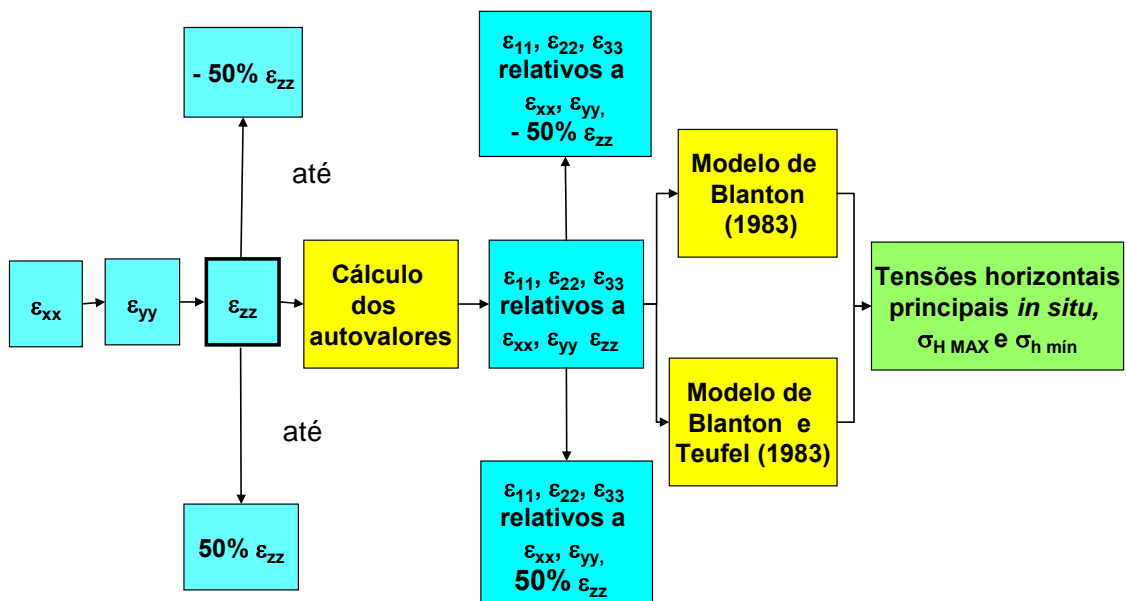 - 50% εzz
até
εxx
εyy
εzz
até
50% εzz
Cálculo
dos
autovalores
ε11, ε22, ε33
relativos a
εxx, εyy,
- 50% εzz
ε11, ε22, ε33
relativos a
εxx, εyy εzz
ε11, ε22, ε33
relativos a
εxx, εyy,
50% εzz
Modelo de
Blanton
(1983)
Modelo de
Blanton e
Teufel (1983)
Tensões horizontais
principais in situ,
σH MAX e σh mín